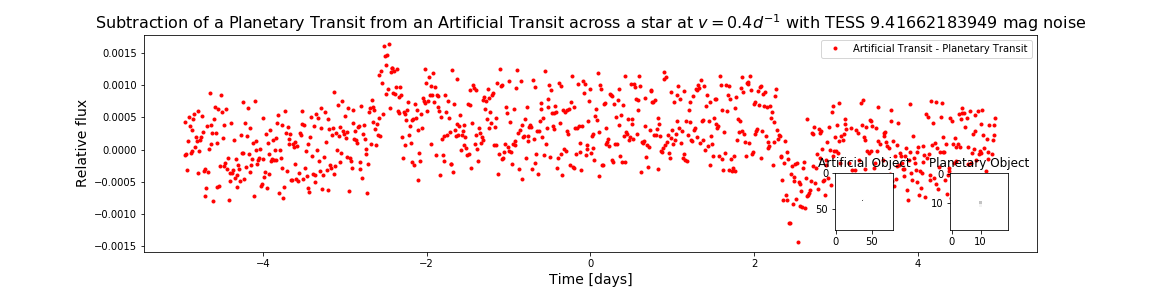 Subtraction of a Planetary Transit from an Artificial Transit across a star at v = 0.4d⁻¹ with TESS 9.41662183949 mag noise
Artificial Transit - Planetary Transit
Relative flux
0.0015
0.0010
0.0005
0.0000
−0.0005
−0.0010
−0.0015
Artificial Object
0
50
0 50
Planetary Object
0
10
0 10
−4 −2 0 2 4
Time [days]